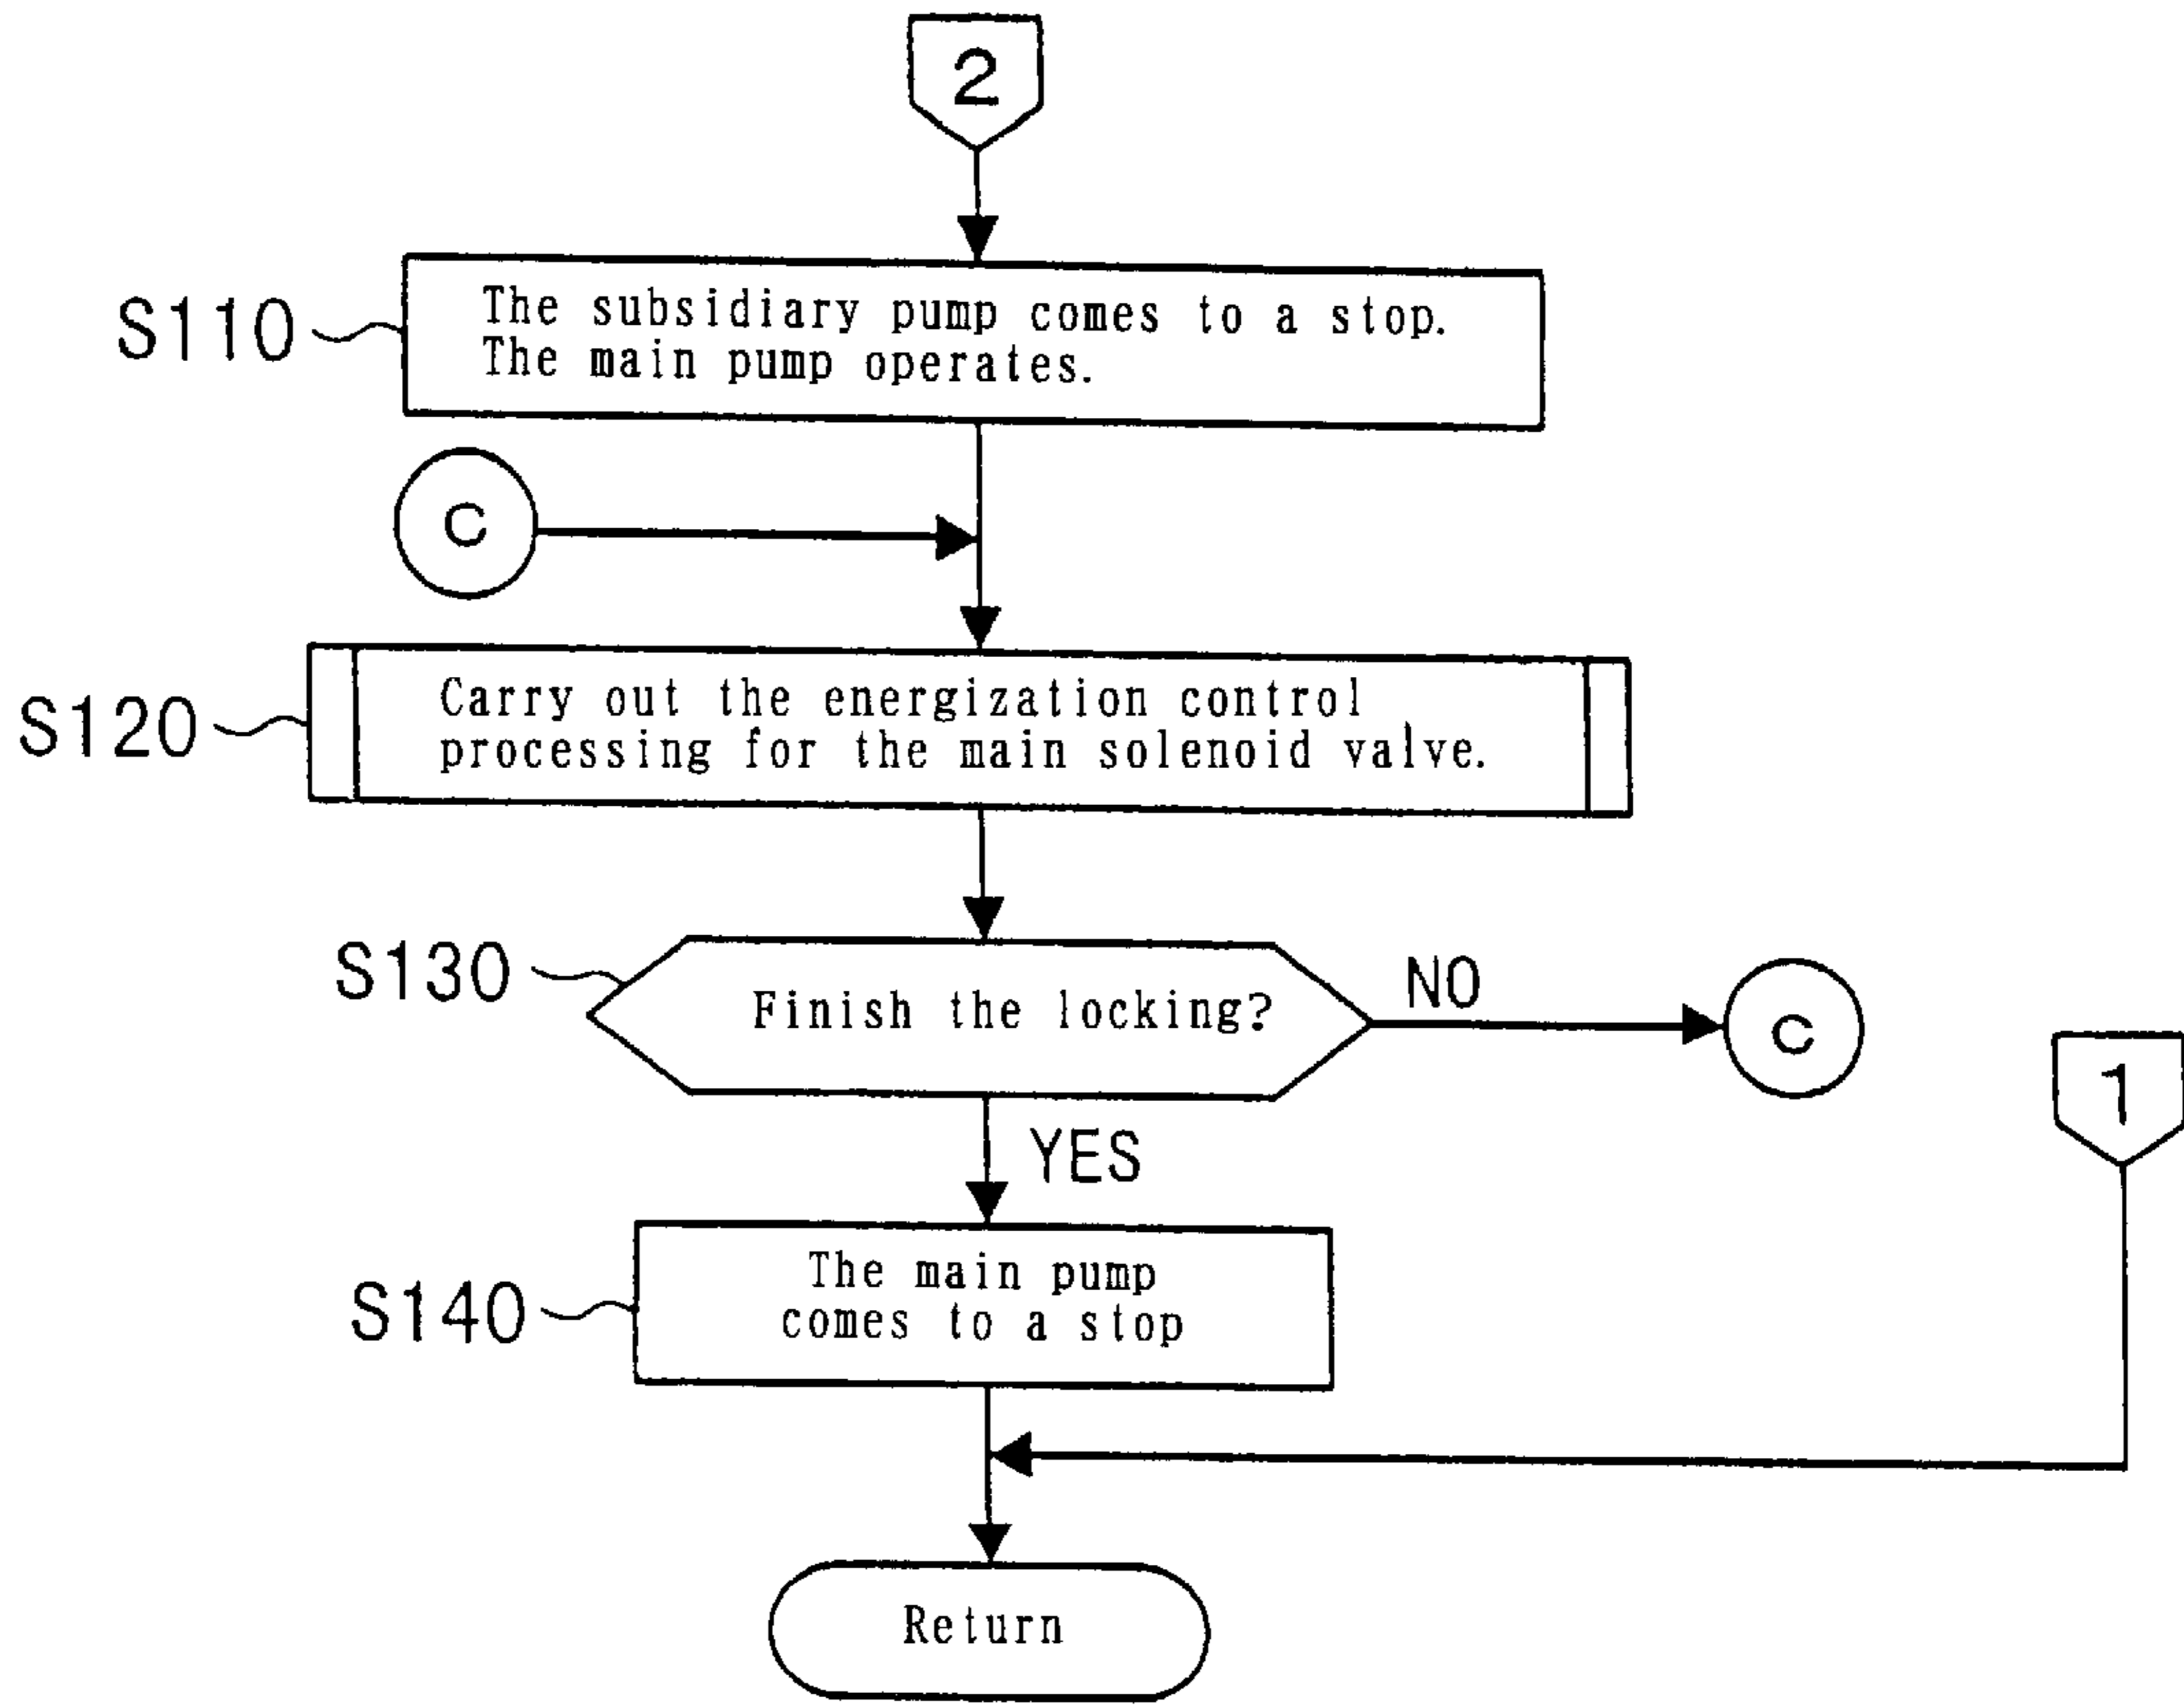 2
S110
The subsidiary pump comes to a stop.
The main pump operates.
C
S120
Carry out the energization control
processing for the main solenoid valve.
S130
Finish the locking?
NO
C
1
YES
S140
The main pump
comes to a stop
Return